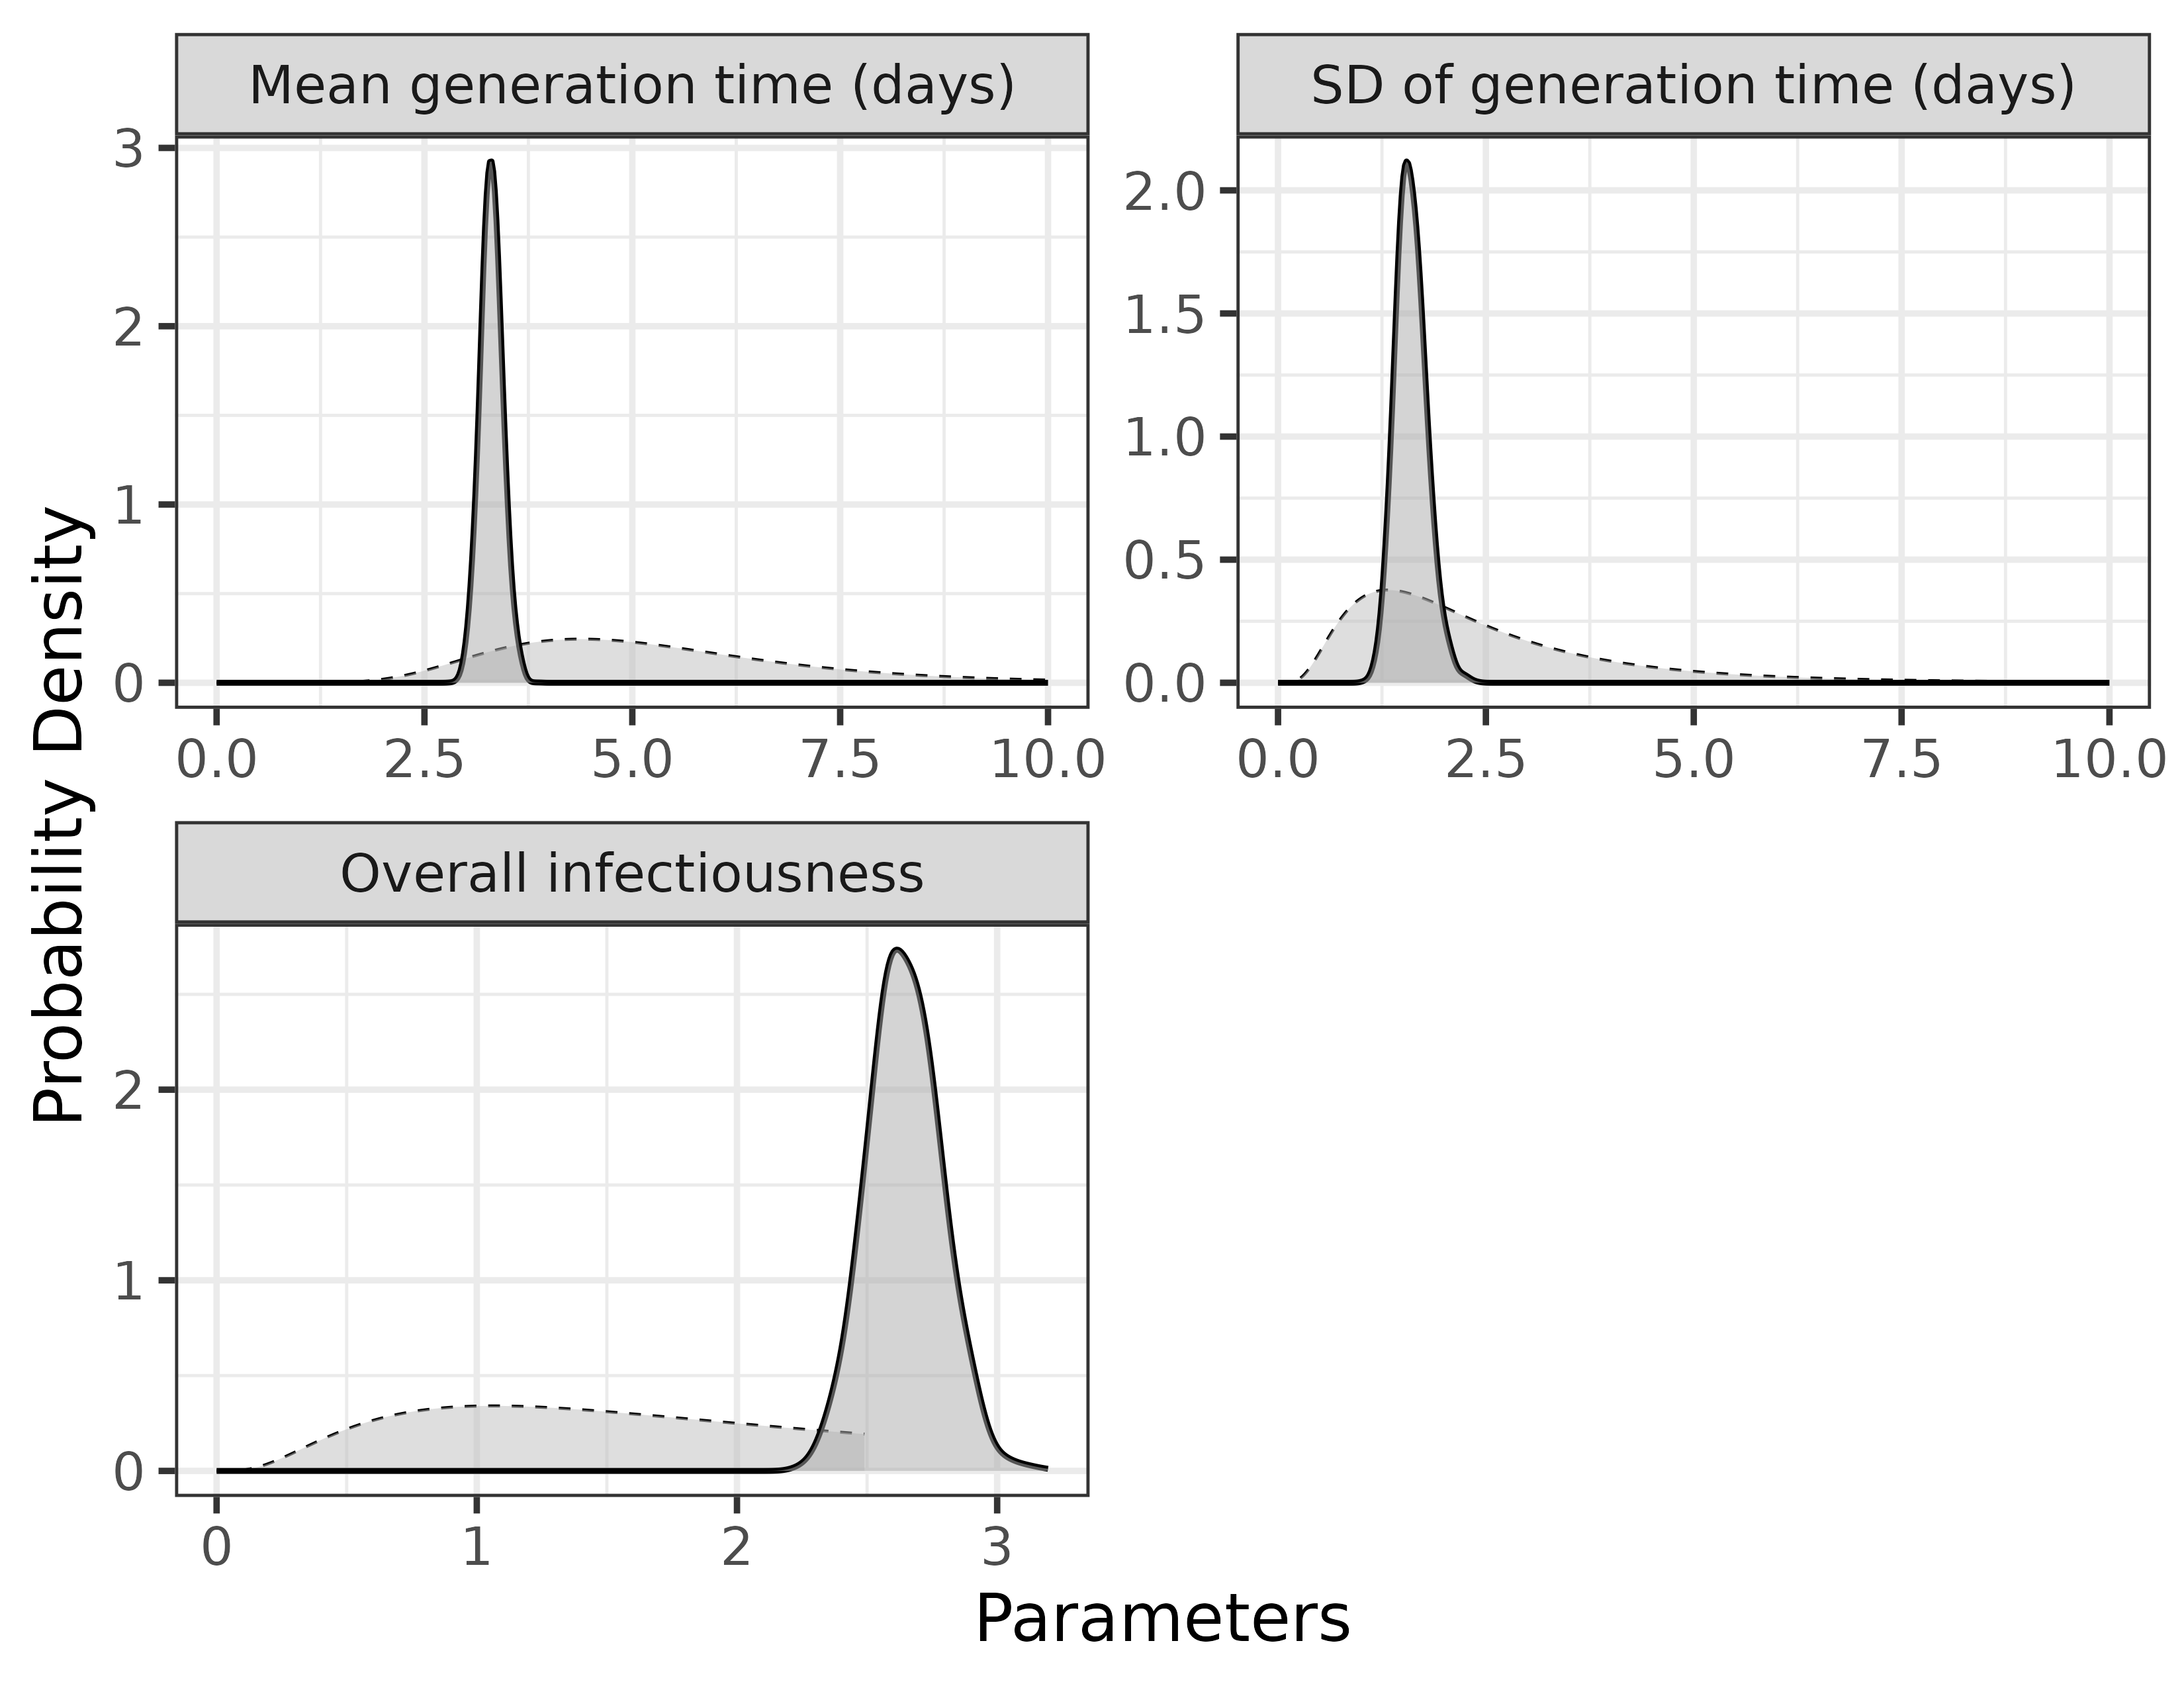 Mean generation time (days)
SD of generation time (days)
3
2
1
0
2.0
1.5
1.0
0.5
0.0
0.0 2.5 5.0 7.5 10.0
0.0 2.5 5.0 7.5 10.0
Overall infectiousness
2
1
0
0 1 2 3
Probability Density
Parameters